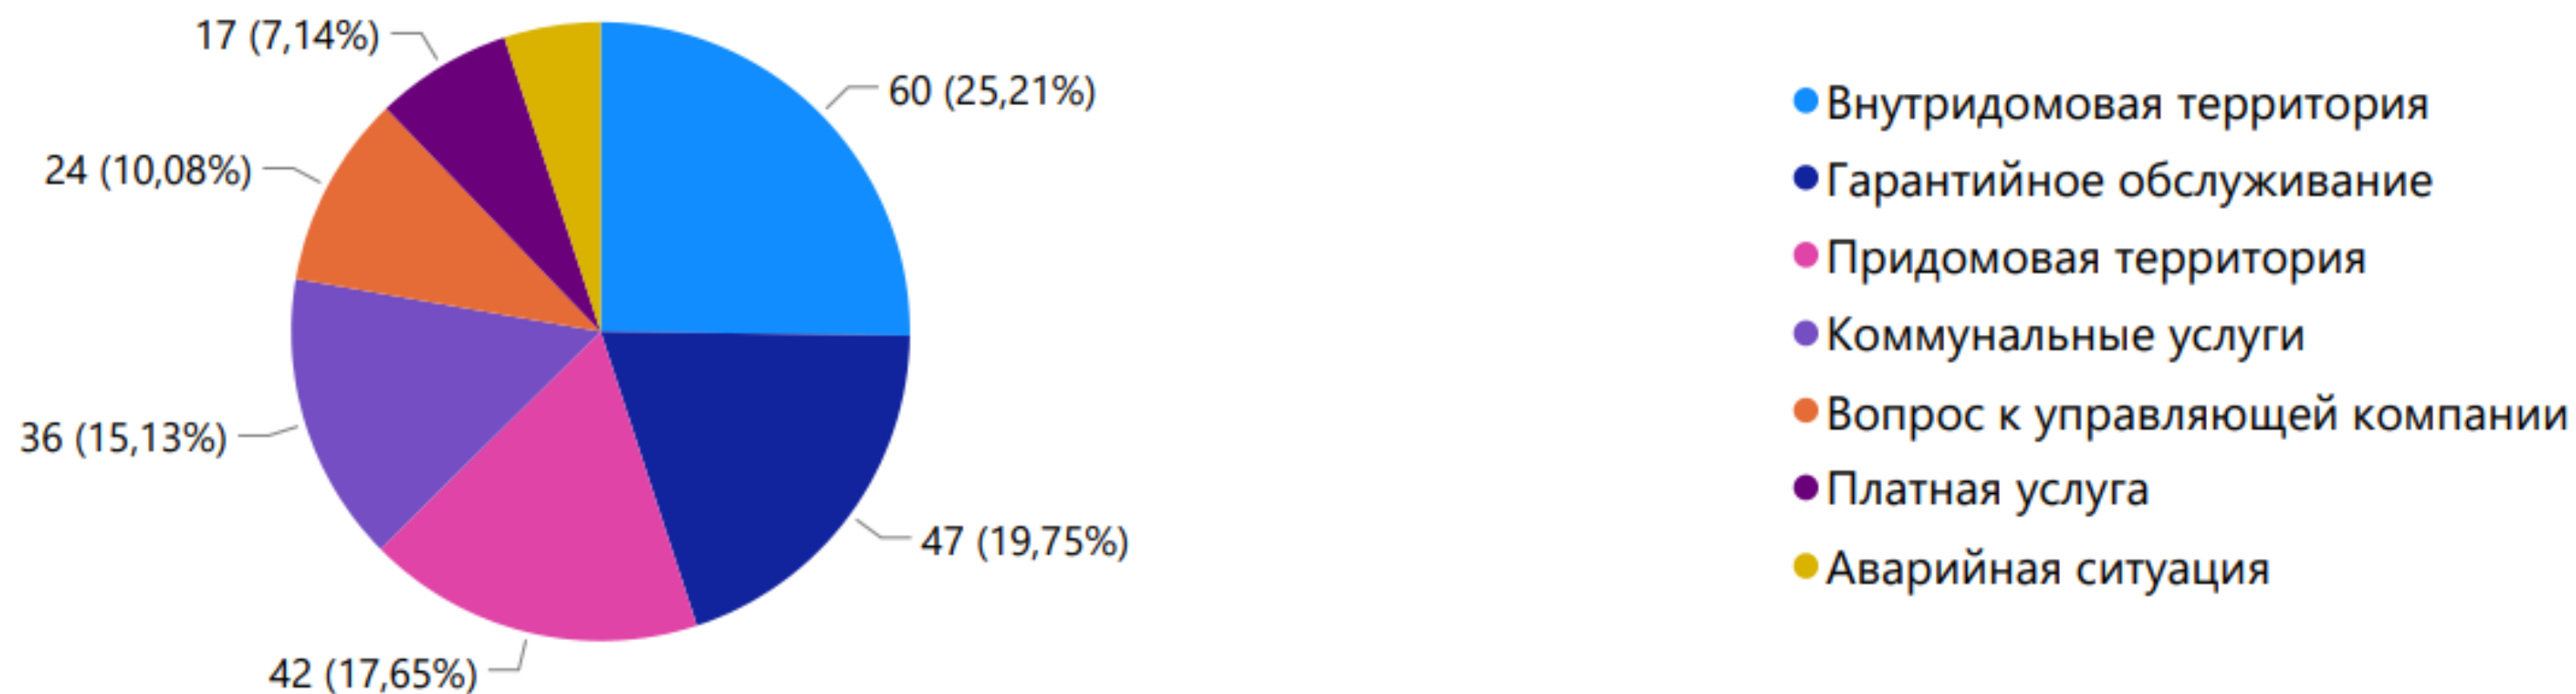 17 (7,14%)
60 (25,21%)
24 (10,08%)
36 (15,13%)
47 (19,75%)
42 (17,65%)
Внутридомовая территория
Гарантийное обслуживание
Придомовая территория
Коммунальные услуги
Вопрос к управляющей компании
Платная услуга
Аварийная ситуация